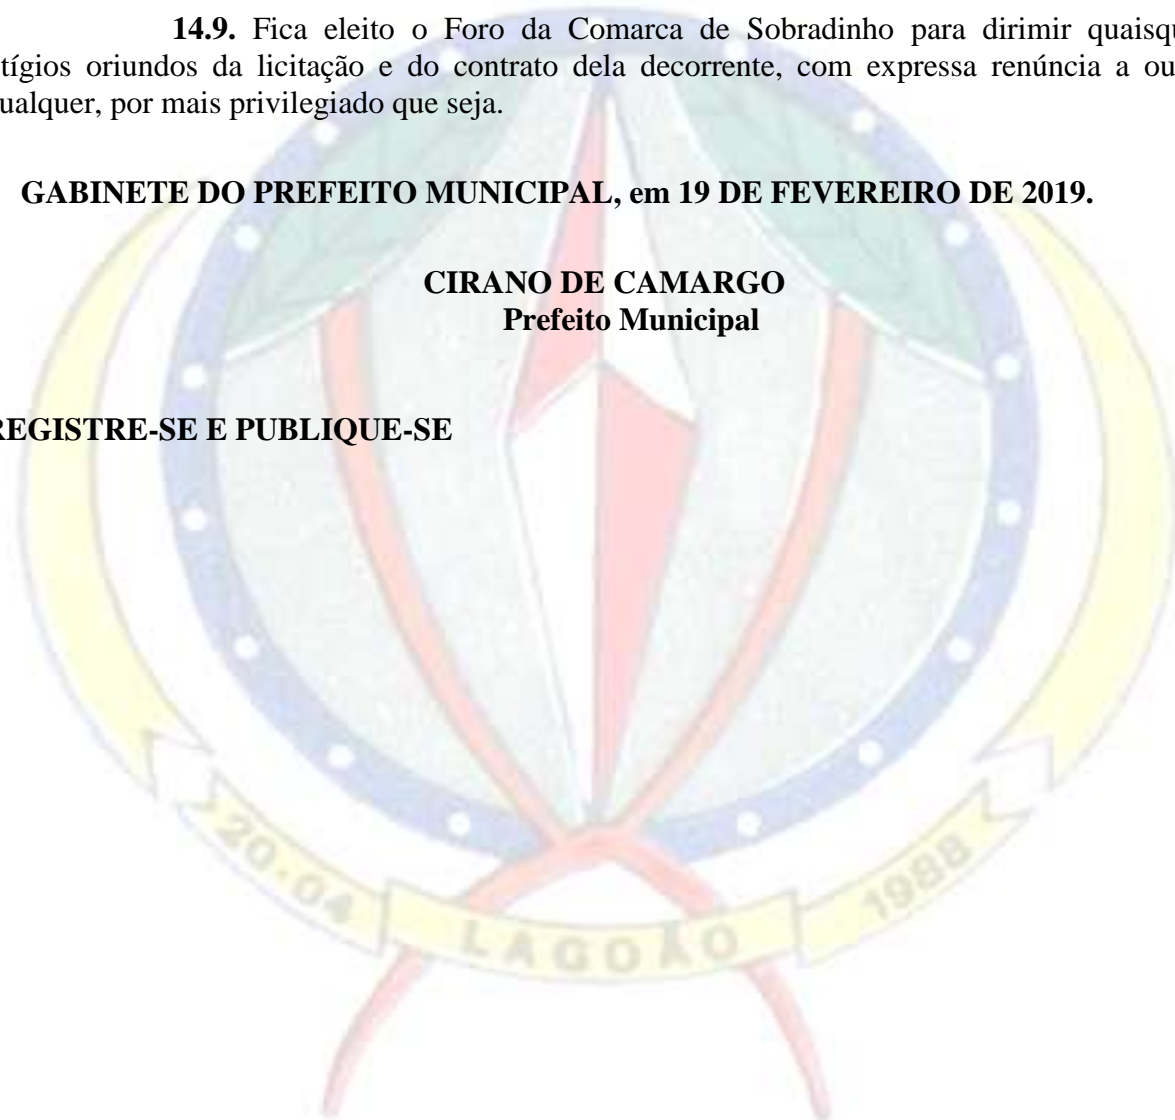 14.9. Fica eleito o Foro da Comarca de Sobradinho para dirimir quaisqu
tígios oriundos da licitação e do contrato dela decorrente, com expressa renúncia a ou
ualquer, por mais privilegiado que seja.
GABINETE DO PREFEITO MUNICIPAL, em 19 DE FEVEREIRO DE 2019.
CIRANO DE CAMARGO
Prefeito Municipal
REGISTRE-SE E PUBLIQUE-SE
20.04 LAGOÃO 1988